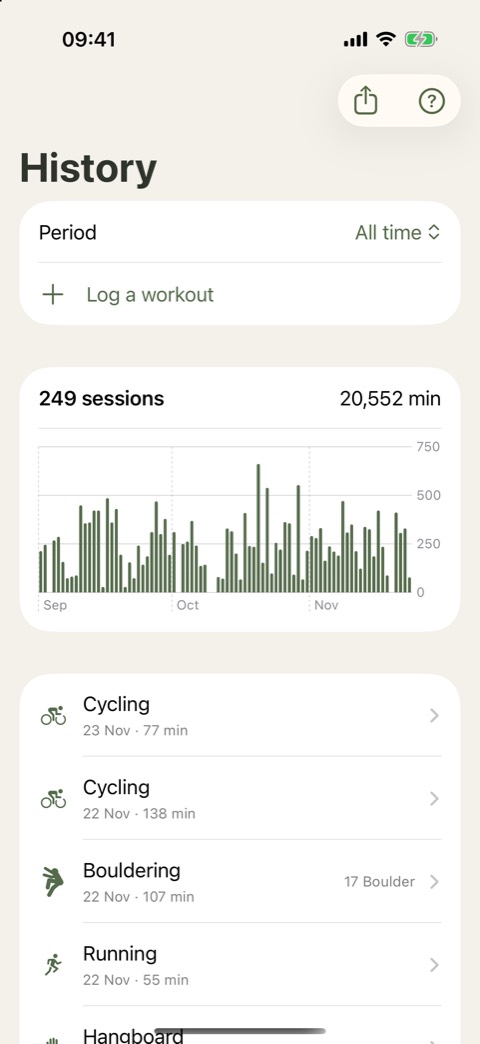 09:41
History
Period
All time
Log a workout
249 sessions
20,552 min
750
500
250
0
Sep
Oct
Nov
Cycling
23 Nov · 77 min
Cycling
22 Nov · 138 min
Bouldering
22 Nov · 107 min
17 Boulder
Running
22 Nov · 55 min
Hangboard